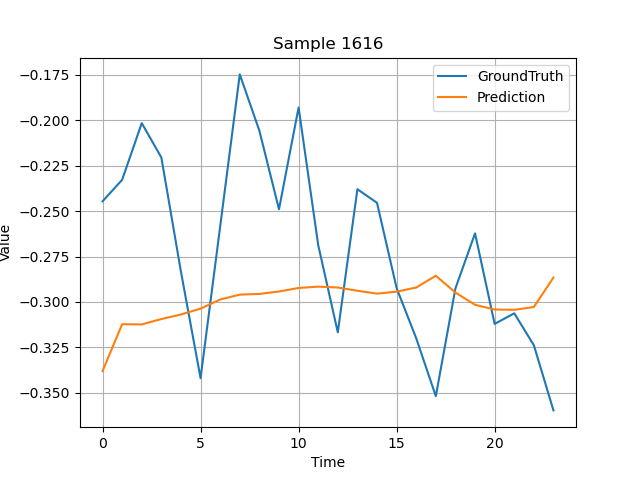 Sample 1616
GroundTruth
Prediction
−0.175
−0.200
−0.225
−0.250
−0.275
−0.300
−0.325
−0.350
Value
0 5 10 15 20
Time